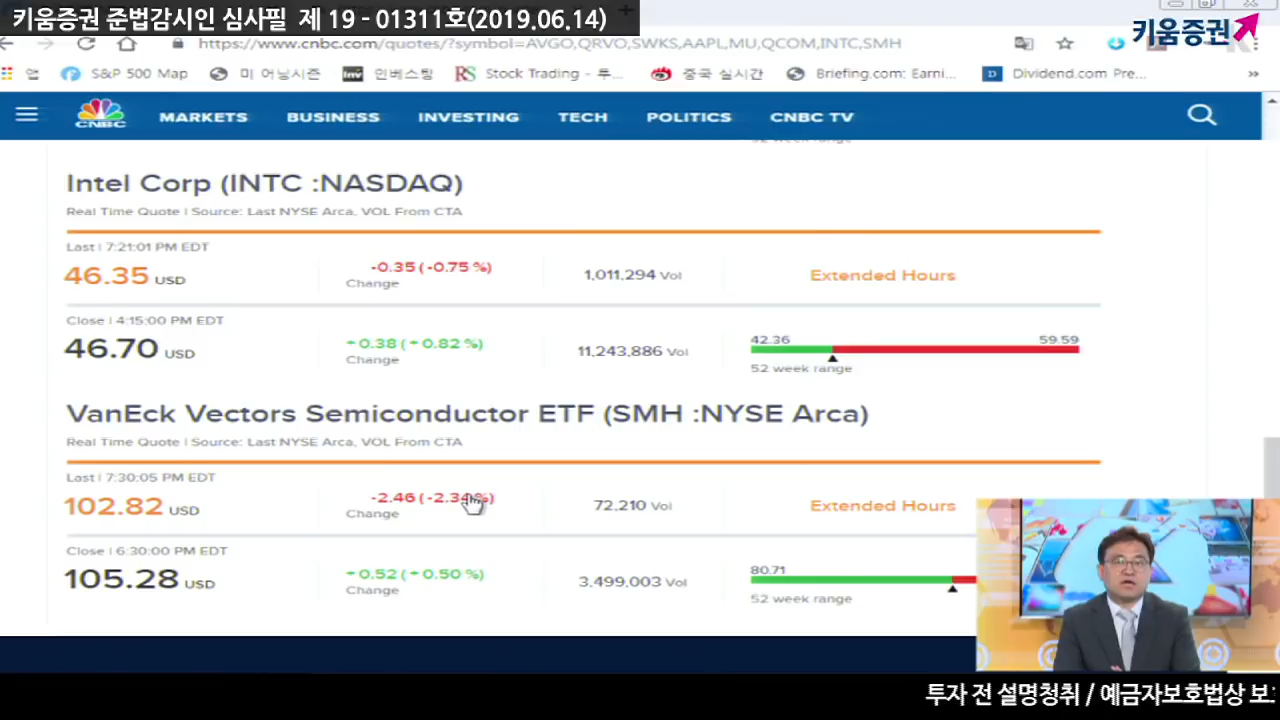 키움증권 준법감시인 심사필 제 19 - 01311호(2019.06.14)
키움증권
https://www.cnbc.com/quotes/?symbol=AVGO,QRVO,SWKS,AAPL,MU,QCOM,INTC,SMH
앱 S&P 500 Map 미 어닝시즌 Inv 인베스팅 RS Stock Trading - 투... 중국 실시간 Briefing.com: Earni... D Dividend.com Pre... »
CNBC MARKETS BUSINESS INVESTING TECH POLITICS CNBC TV
52 week range
Intel Corp (INTC :NASDAQ)
Real Time Quote | Source: Last NYSE Arca, VOL From CTA
Last | 7:21:01 PM EDT
46.35 USD -0.35 ( -0.75 %) 1,011,294 Vol Extended Hours
Change
Close | 4:15:00 PM EDT
46.70 USD +0.38 ( +0.82 %) 11,243,886 Vol 42.36 59.59
Change 52 week range
VanEck Vectors Semiconductor ETF (SMH :NYSE Arca)
Real Time Quote | Source: Last NYSE Arca, VOL From CTA
Last | 7:30:05 PM EDT
102.82 USD -2.46 ( -2.34 %) 72,210 Vol Extended Hours
Change
Close | 6:30:00 PM EDT
105.28 USD +0.52 ( +0.50 %) 3,499,003 Vol 80.71
Change 52 week range
투자 전 설명청취 / 예금자보호법상 보